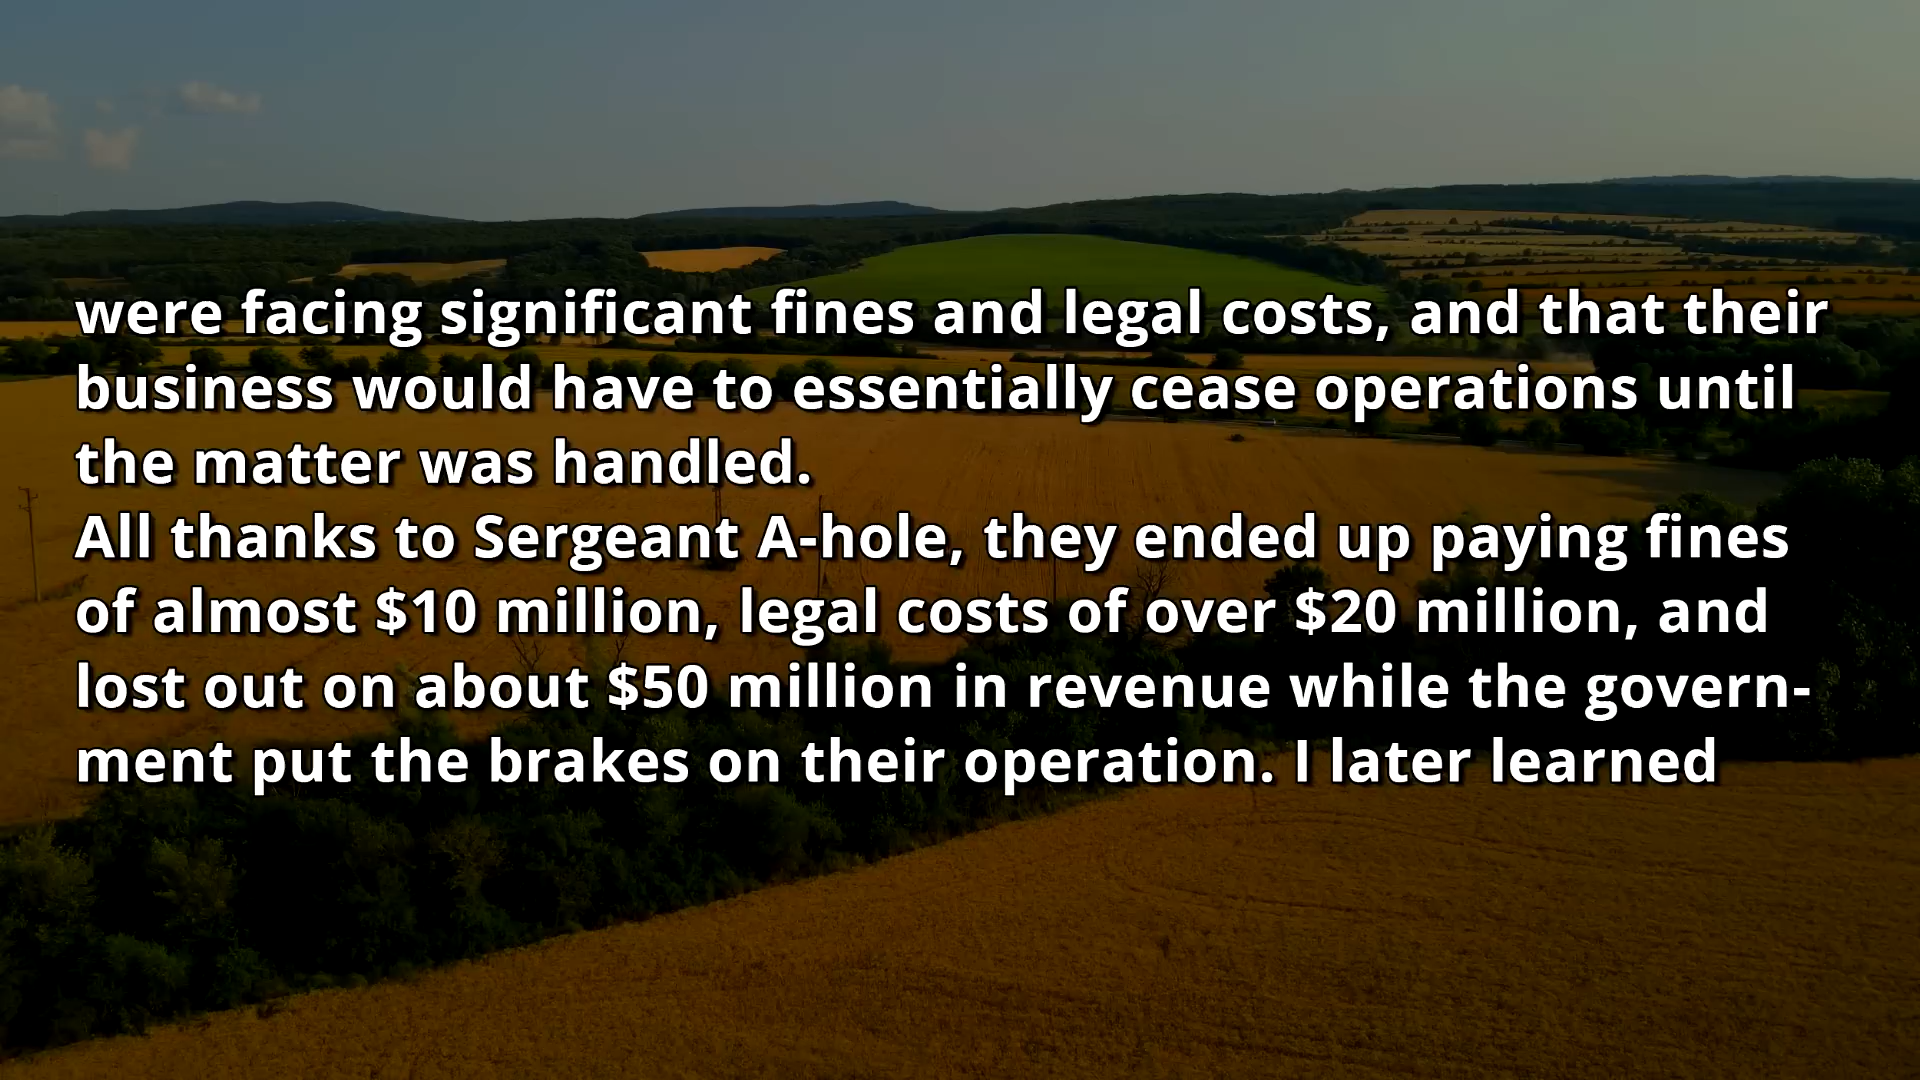 were facing significant fines and legal costs, and that their
business would have to essentially cease operations until
the matter was handled.
All thanks to Sergeant A-hole, they ended up paying fines
of almost $10 million, legal costs of over $20 million, and
lost out on about $50 million in revenue while the govern-
ment put the brakes on their operation. I later learned